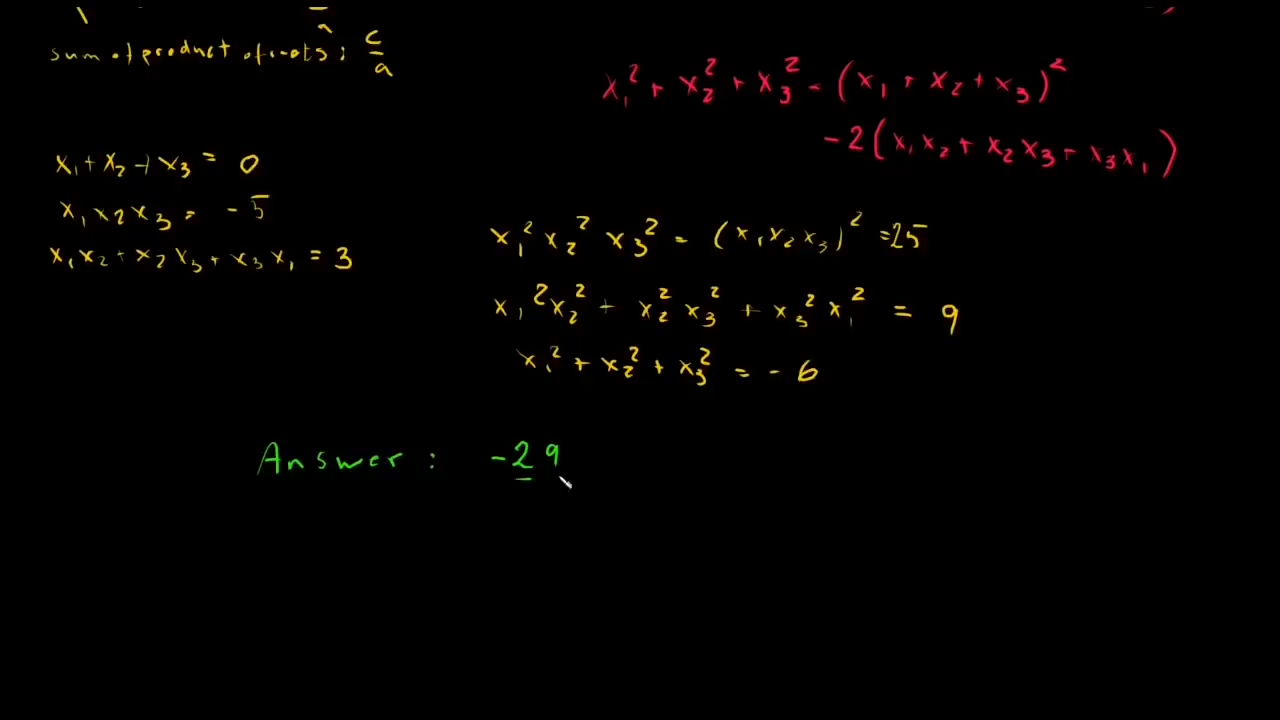 sum of product of roots : c/a
x₁² + x₂² + x₃² = (x₁ + x₂ + x₃)²
-2(x₁x₂ + x₂x₃ + x₃x₁)
x₁ + x₂ + x₃ = 0
x₁x₂x₃ = -5
x₁x₂ + x₂x₃ + x₃x₁ = 3
x₁²x₂²x₃² = (x₁x₂x₃)² = 25
x₁²x₂² + x₂²x₃² + x₃²x₁² = 9
x₁² + x₂² + x₃² = -6
Answer : -29